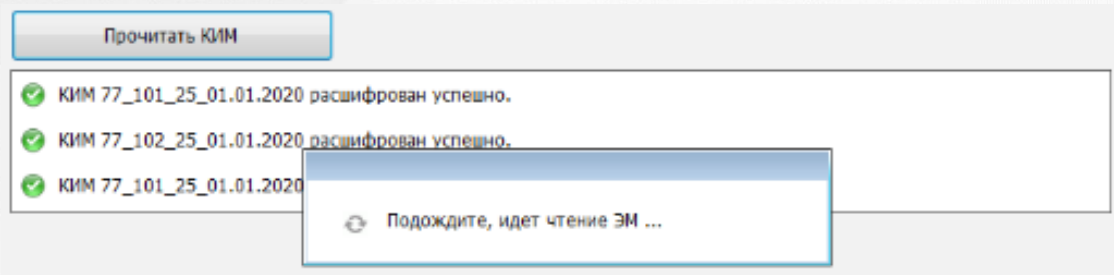 Прочитать КИМ
КИМ 77_101_25_01.01.2020 расшифрован успешно.
КИМ 77_102_25_01.01.2020 расшифрован успешно.
КИМ 77_101_25_01.01.2020
Подождите, идет чтение ЭМ ...